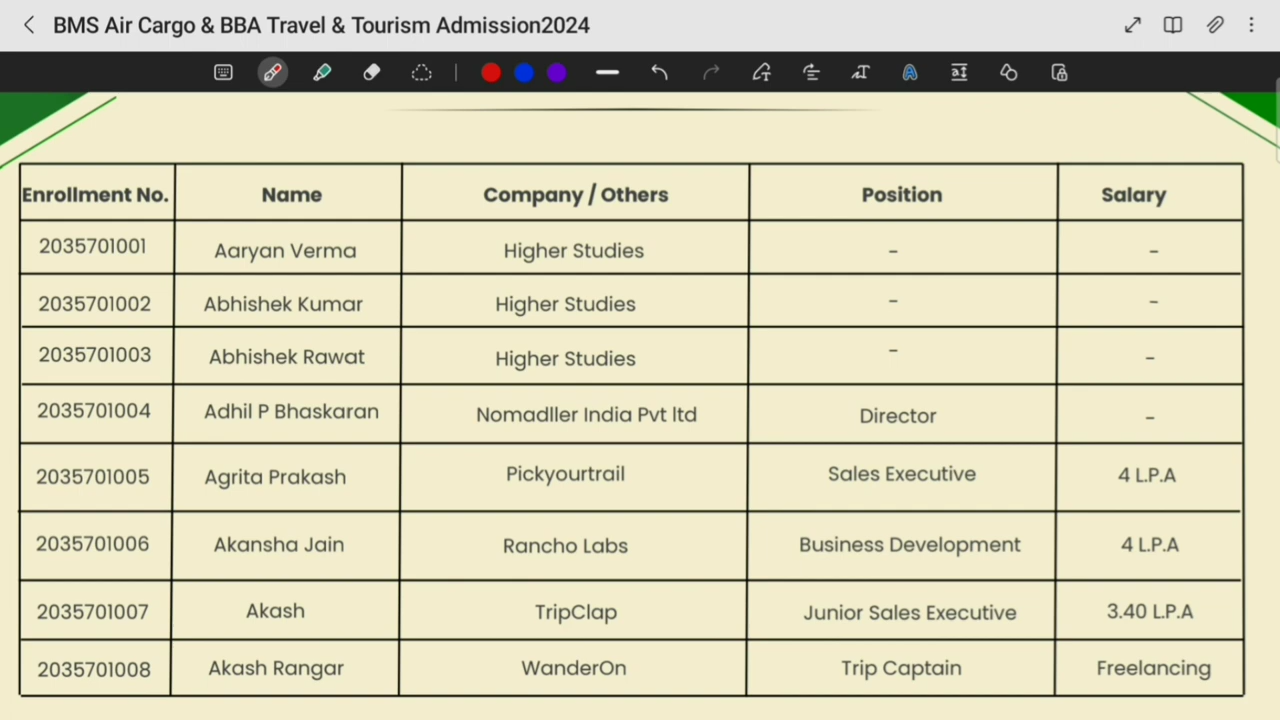 BMS Air Cargo & BBA Travel & Tourism Admission2024
Enrollment No. Name Company / Others Position Salary
2035701001 Aaryan Verma Higher Studies - -
2035701002 Abhishek Kumar Higher Studies - -
2035701003 Abhishek Rawat Higher Studies - -
2035701004 Adhil P Bhaskaran Nomadller India Pvt ltd Director -
2035701005 Agrita Prakash Pickyourtrail Sales Executive 4 L.P.A
2035701006 Akansha Jain Rancho Labs Business Development 4 L.P.A
2035701007 Akash TripClap Junior Sales Executive 3.40 L.P.A
2035701008 Akash Rangar WanderOn Trip Captain Freelancing